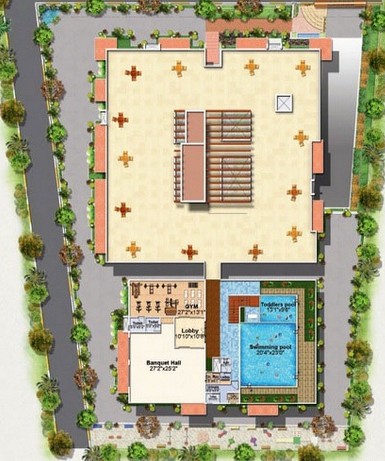 GYM
27'2"x13'1"
Toddlers pool
13'1"x9'6"
Lobby
10'10"x10'8"
Swimming pool
20'4"x23'0"
Banquet Hall
27'2"x25'2"
Toilet
Toilet